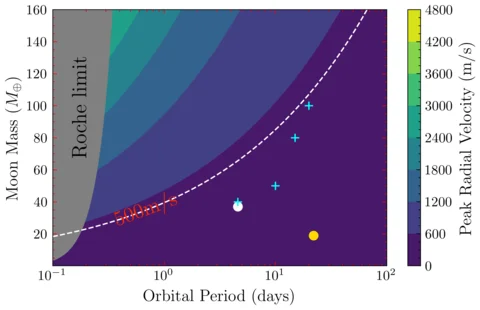 160
140
120
100
80
60
40
20
Moon Mass (M⊕)
Roche limit
500m/s
10⁻¹ 10⁰ 10¹ 10²
Orbital Period (days)
4800
4200
3600
3000
2400
1800
1200
600
0
Peak Radial Velocity (m/s)